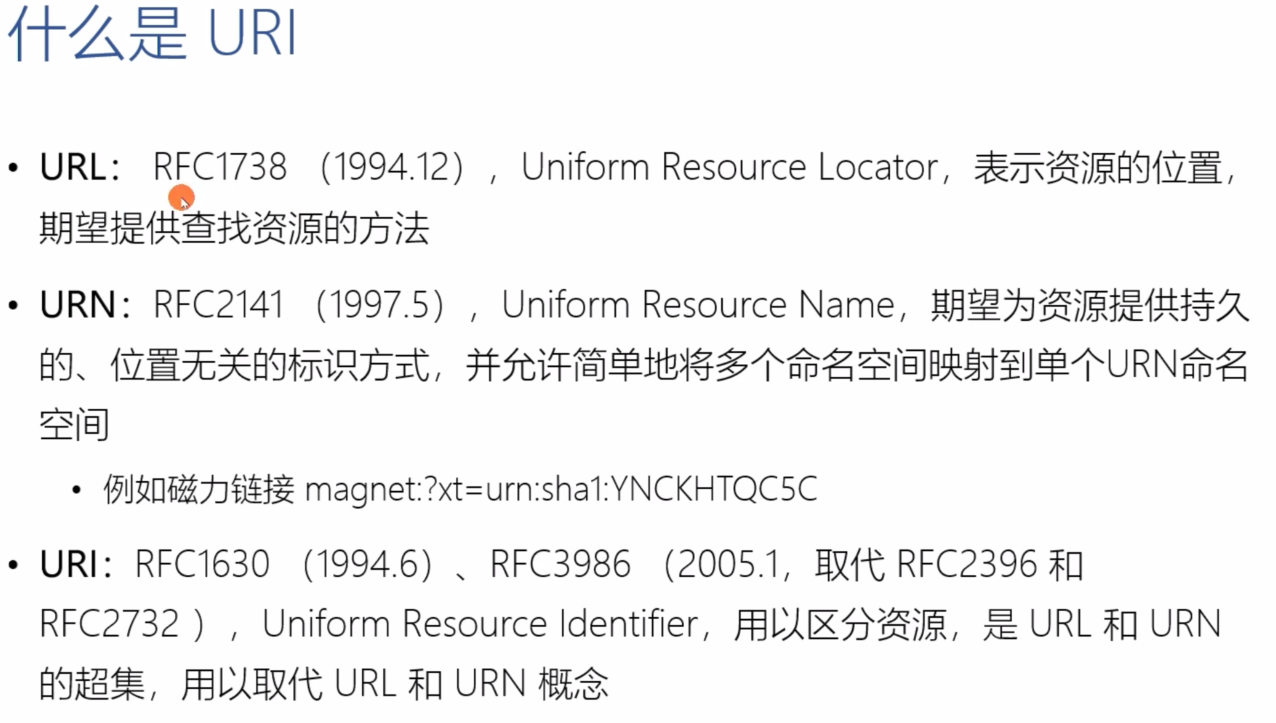 什么是 URI
• URL： RFC1738 （1994.12），Uniform Resource Locator，表示资源的位置，
期望提供查找资源的方法
• URN：RFC2141 （1997.5），Uniform Resource Name，期望为资源提供持久
的、位置无关的标识方式，并允许简单地将多个命名空间映射到单个URN命名
空间
• 例如磁力链接 magnet:?xt=urn:sha1:YNCKHTQC5C
• URI：RFC1630 （1994.6）、RFC3986 （2005.1，取代 RFC2396 和
RFC2732 ），Uniform Resource Identifier，用以区分资源，是 URL 和 URN
的超集，用以取代 URL 和 URN 概念